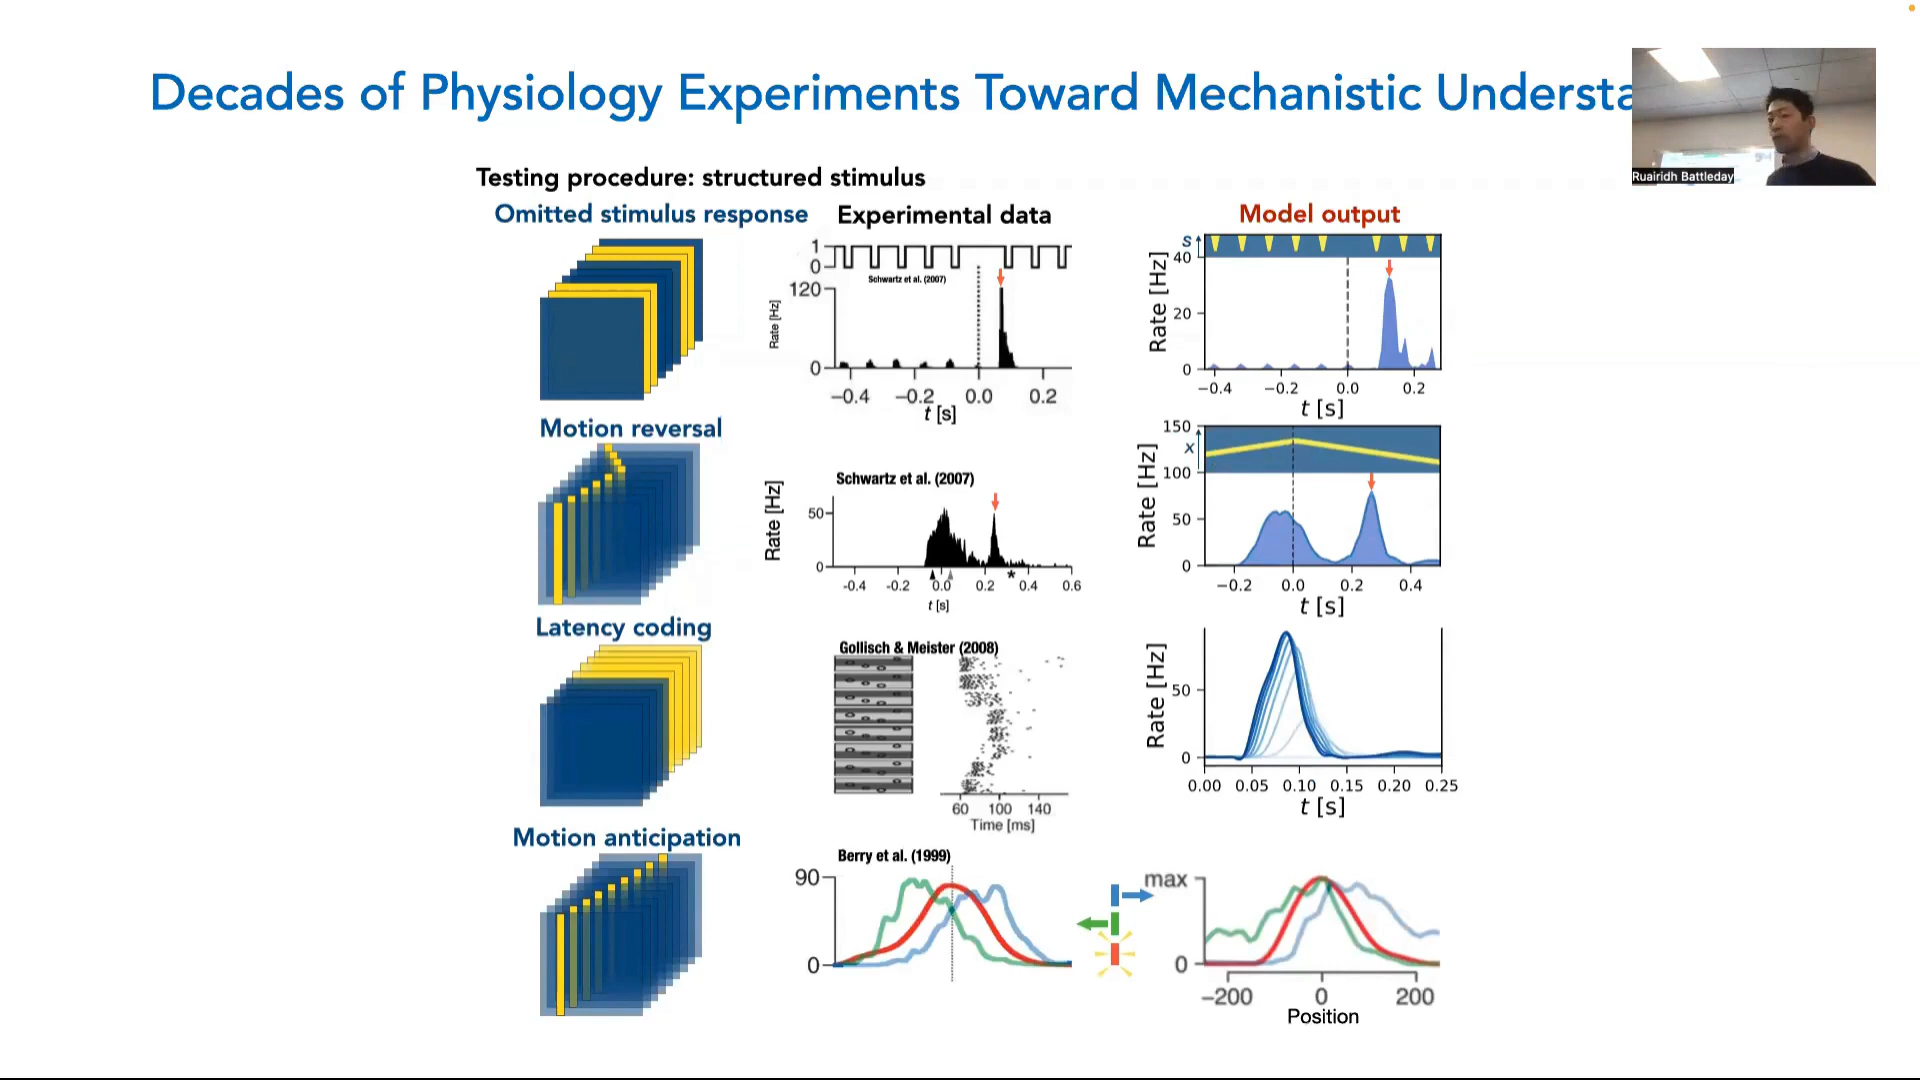 Decades of Physiology Experiments Toward Mechanistic Understa
Ruairidh Battleday
Testing procedure: structured stimulus
Omitted stimulus response
Experimental data
Model output
1
0
Schwartz et al. (2007)
120
Rate [Hz]
0
−0.4 −0.2 0.0 0.2
t [s]
S
40
Rate [Hz]
20
0
−0.4 −0.2 0.0 0.2
t [s]
Motion reversal
Schwartz et al. (2007)
Rate [Hz]
50
0
-0.4 -0.2 0.0 0.2 * 0.4 0.6
t [s]
150
x
100
Rate [Hz]
50
0
−0.2 0.0 0.2 0.4
t [s]
Latency coding
Gollisch & Meister (2008)
60 100 140
Time [ms]
Rate [Hz]
50
0
0.00 0.05 0.10 0.15 0.20 0.25
t [s]
Motion anticipation
Berry et al. (1999)
90
0
max
0
−200 0 200
Position